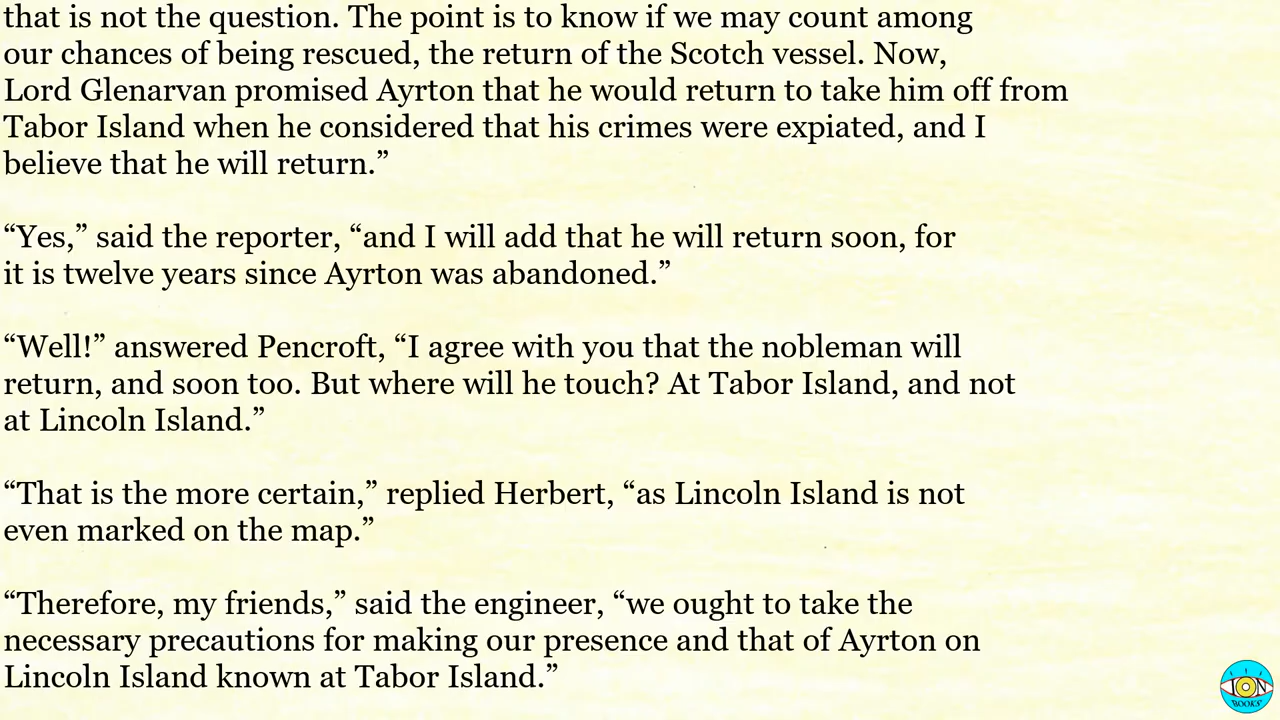 that is not the question. The point is to know if we may count among
our chances of being rescued, the return of the Scotch vessel. Now,
Lord Glenarvan promised Ayrton that he would return to take him off from
Tabor Island when he considered that his crimes were expiated, and I
believe that he will return.”
“Yes,” said the reporter, “and I will add that he will return soon, for
it is twelve years since Ayrton was abandoned.”
“Well!” answered Pencroft, “I agree with you that the nobleman will
return, and soon too. But where will he touch? At Tabor Island, and not
at Lincoln Island.”
“That is the more certain,” replied Herbert, “as Lincoln Island is not
even marked on the map.”
“Therefore, my friends,” said the engineer, “we ought to take the
necessary precautions for making our presence and that of Ayrton on
Lincoln Island known at Tabor Island.”
ION
BOOKS